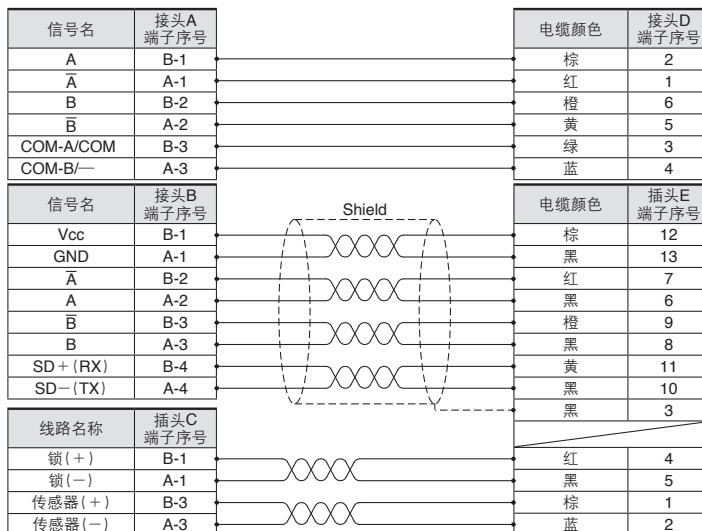 信号名 接头A 端子序号 电缆颜色 接头D 端子序号
A B-1 棕 2
A̅ A-1 红 1
B B-2 橙 6
B̅ A-2 黄 5
COM-A/COM B-3 绿 3
COM-B/— A-3 蓝 4
信号名 接头B 端子序号 Shield 电缆颜色 插头E 端子序号
Vcc B-1 棕 12
GND A-1 黑 13
A̅ B-2 红 7
A A-2 黑 6
B̅ B-3 橙 9
B A-3 黑 8
SD+(RX) B-4 黄 11
SD−(TX) A-4 黑 10
黑 3
线路名称 插头C 端子序号
锁(+) B-1 红 4
锁(−) A-1 黑 5
传感器(+) B-3 棕 1
传感器(−) A-3 蓝 2